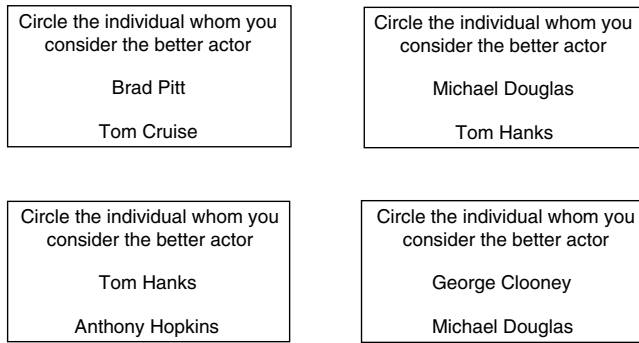 Circle the individual whom you
consider the better actor
Brad Pitt
Tom Cruise
Circle the individual whom you
consider the better actor
Michael Douglas
Tom Hanks
Circle the individual whom you
consider the better actor
Tom Hanks
Anthony Hopkins
Circle the individual whom you
consider the better actor
George Clooney
Michael Douglas